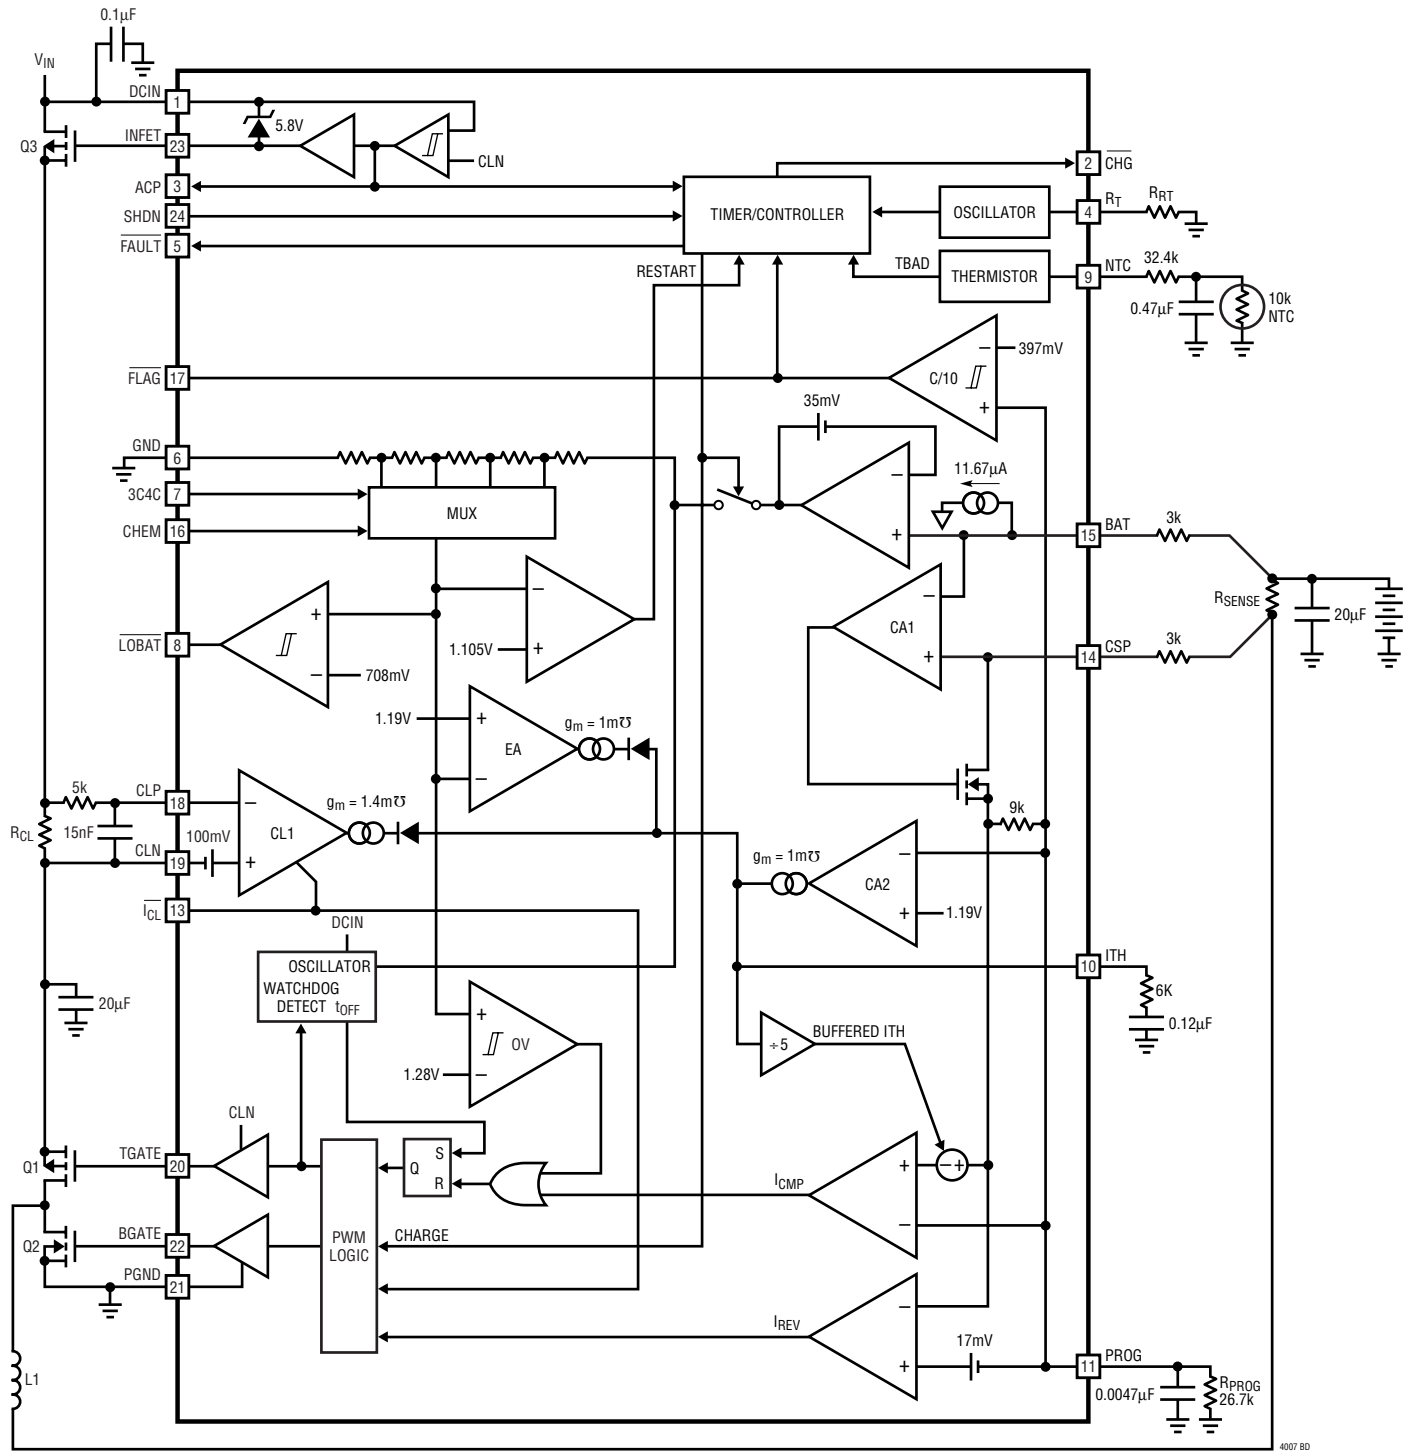 0.1µF
VIN
DCIN
1
5.8V
INFET
23
Q3
CLN
2
CHG
ACP
3
TIMER/CONTROLLER
OSCILLATOR
4
RT
RRT
SHDN
24
FAULT
5
RESTART
TBAD
THERMISTOR
9
NTC
32.4k
0.47µF
10k
NTC
397mV
FLAG
17
C/10
−
+
35mV
GND
6
11.67µA
3C4C
7
MUX
CHEM
16
−
+
15
BAT
3k
RSENSE
20µF
LOBAT
8
+
−
708mV
−
+
1.105V
CA1
−
+
14
CSP
3k
1.19V
+
−
EA
gm = 1m℧
5k
CLP
18
RCL
15nF
CLN
19
100mV
−
+
CL1
gm = 1.4m℧
9k
gm = 1m℧
CA2
−
+
1.19V
ICL
13
DCIN
OSCILLATOR
WATCHDOG
DETECT tOFF
10
ITH
6K
0.12µF
20µF
+
−
OV
1.28V
÷5
BUFFERED ITH
CLN
TGATE
20
Q1
S
Q
R
ICMP
+
−
−+
BGATE
22
Q2
PWM
LOGIC
CHARGE
PGND
21
IREV
−
+
17mV
11
PROG
0.0047µF
RPROG
26.7k
L1
4007 BD